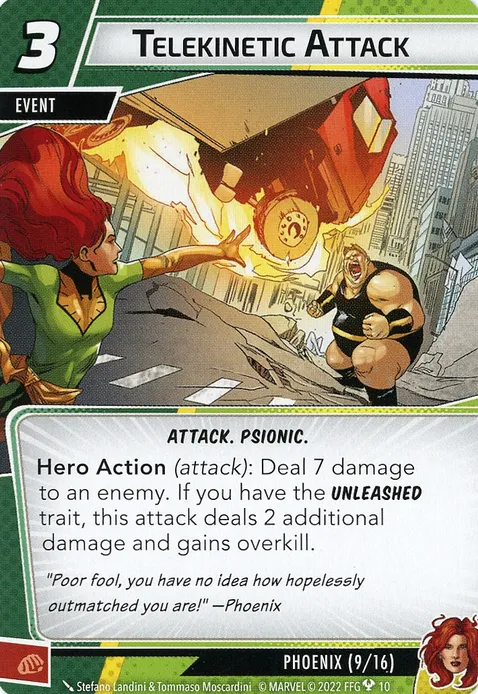 3
TELEKINETIC ATTACK
EVENT
ATTACK. PSIONIC.
Hero Action (attack): Deal 7 damage
to an enemy. If you have the UNLEASHED
trait, this attack deals 2 additional
damage and gains overkill.
"Poor fool, you have no idea how hopelessly
outmatched you are!" —Phoenix
PHOENIX (9/16)
Stefano Landini & Tommaso Moscardini © MARVEL © 2022 FFG 10